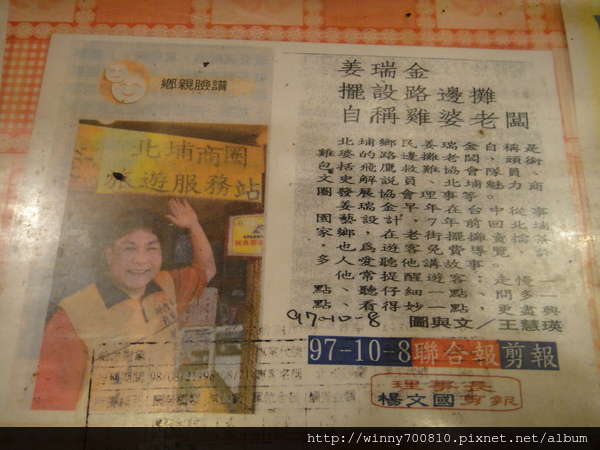 鄉親臉譜
北埔商圈
旅遊服務站
姜瑞金
擺設路邊攤
自稱雞婆老闆
北埔鄉民姜瑞金自稱是
雞婆的路邊攤老闆，頭銜
包括飛鷹救難協會隊員、
文史解說員、北埔魅力商
圈發展協會理事等。
姜瑞金早年在台中從事
園藝設計，7年前回北埔
家鄉，在老街擺攤賣擂茶
，也為遊客免費導覽，許
多人愛聽他講故事。
他常提醒遊客：走慢一
點、聽仔細一點、問多一
點、看得妙一點，更盡興
97-10-8
圖與文／王慧瑛
97-10-8聯合報剪報
理事長
楊文國剪報
http://winny700810.pixnet.net/album